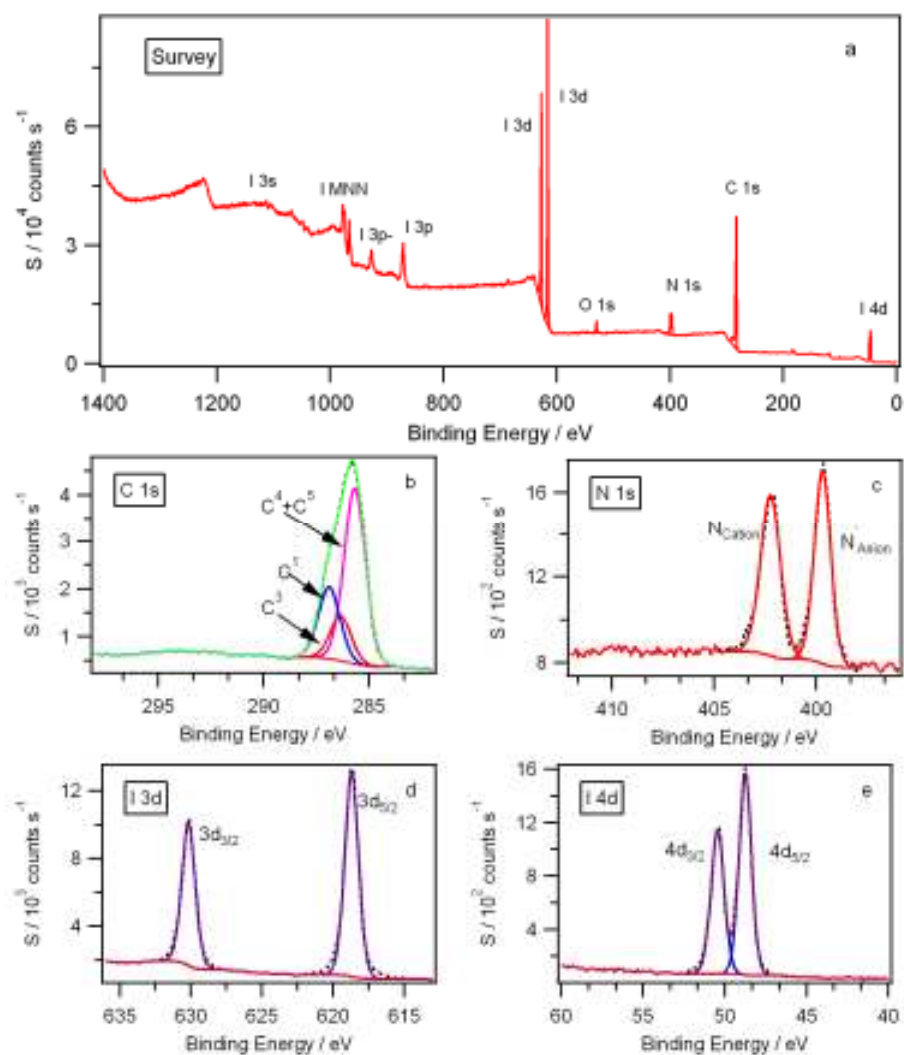 Survey
a
I 3d
I 3d
I 3s
I MNN
I 3p-
I 3p
O 1s
N 1s
C 1s
I 4d
S / 10⁴ counts s⁻¹
6
3
0
1400 1200 1000 800 600 400 200 0
Binding Energy / eV
C 1s
b
C⁴+C⁵
C¹
C³
S / 10³ counts s⁻¹
4
3
2
1
295 290 285
Binding Energy / eV
N 1s
c
N Cation
N Anion
S / 10² counts s⁻¹
16
12
8
410 405 400
Binding Energy / eV
I 3d
d
3d₃/₂
3d₅/₂
S / 10³ counts s⁻¹
12
8
4
635 630 625 620 615
Binding Energy / eV
I 4d
e
4d₃/₂
4d₅/₂
S / 10² counts s⁻¹
16
12
8
4
60 55 50 45 40
Binding Energy / eV